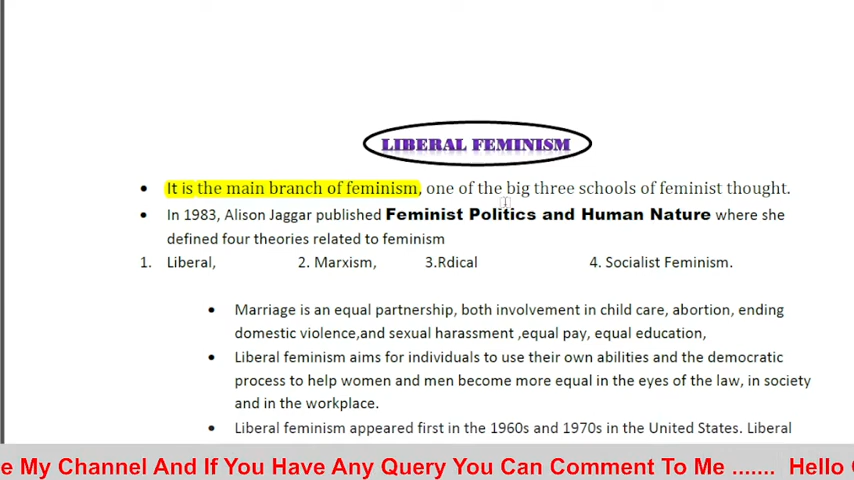 LIBERAL FEMINISM
• It is the main branch of feminism, one of the big three schools of feminist thought.
• In 1983, Alison Jaggar published Feminist Politics and Human Nature where she
defined four theories related to feminism
1. Liberal, 2. Marxism, 3.Rdical 4. Socialist Feminism.
• Marriage is an equal partnership, both involvement in child care, abortion, ending
domestic violence,and sexual harassment ,equal pay, equal education,
• Liberal feminism aims for individuals to use their own abilities and the democratic
process to help women and men become more equal in the eyes of the law, in society
and in the workplace.
• Liberal feminism appeared first in the 1960s and 1970s in the United States. Liberal
e My Channel And If You Have Any Query You Can Comment To Me ....... Hello